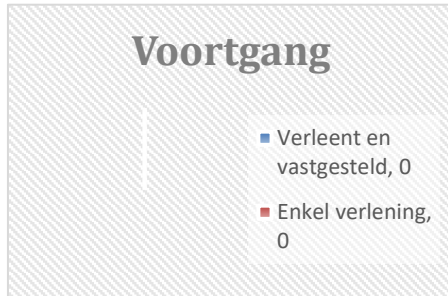 Voortgang
Verleent en
vastgesteld, 0
Enkel verlening,
0